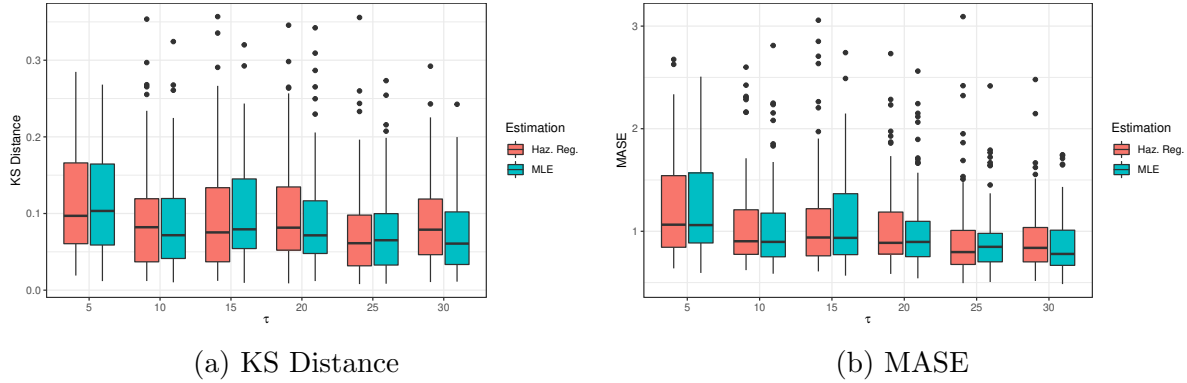 KS Distance
0.3
0.2
0.1
0.0
5 10 15 20 25 30
τ
Estimation
Haz. Reg.
MLE
(a) KS Distance
MASE
3
2
1
5 10 15 20 25 30
τ
Estimation
Haz. Reg.
MLE
(b) MASE